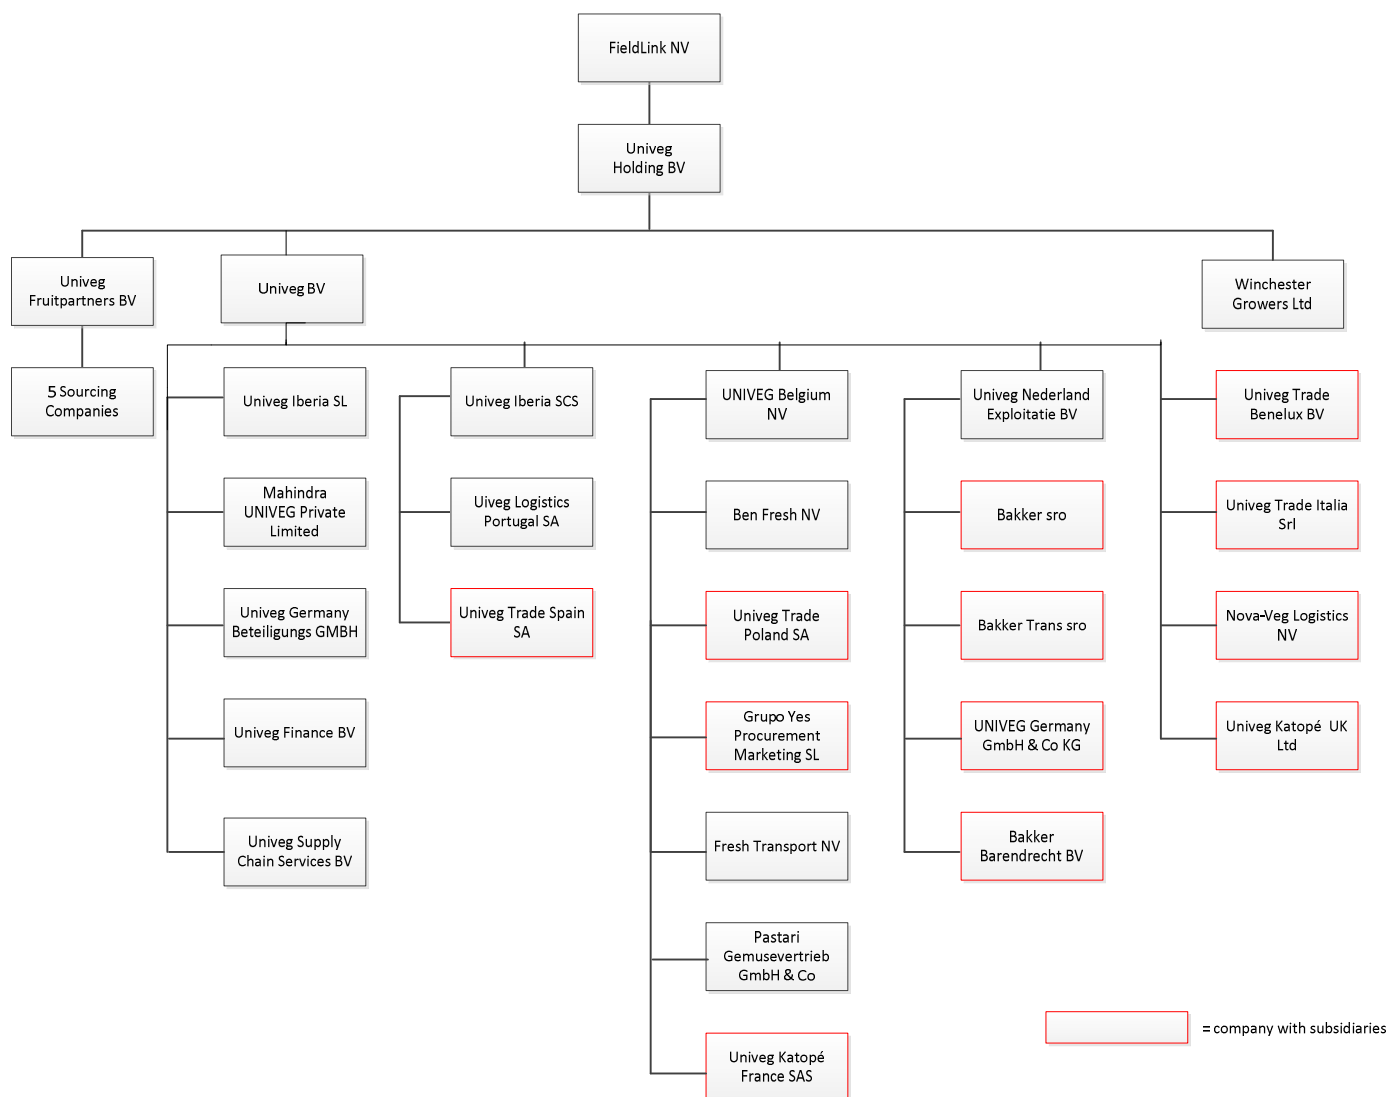 FieldLink NV
Univeg
Holding BV
Univeg
Fruitpartners BV
Univeg BV
Winchester
Growers Ltd
5 Sourcing
Companies
Univeg Iberia SL
Univeg Iberia SCS
UNIVEG Belgium
NV
Univeg Nederland
Exploitatie BV
Univeg Trade
Benelux BV
Mahindra
UNIVEG Private
Limited
Uiveg Logistics
Portugal SA
Ben Fresh NV
Bakker sro
Univeg Trade Italia
Srl
Univeg Germany
Beteiligungs GMBH
Univeg Trade Spain
SA
Univeg Trade
Poland SA
Bakker Trans sro
Nova-Veg Logistics
NV
Univeg Finance BV
Grupo Yes
Procurement
Marketing SL
UNIVEG Germany
GmbH & Co KG
Univeg Katopé UK
Ltd
Univeg Supply
Chain Services BV
Fresh Transport NV
Bakker
Barendrecht BV
Pastari
Gemusevertrieb
GmbH & Co
Univeg Katopé
France SAS
= company with subsidiaries